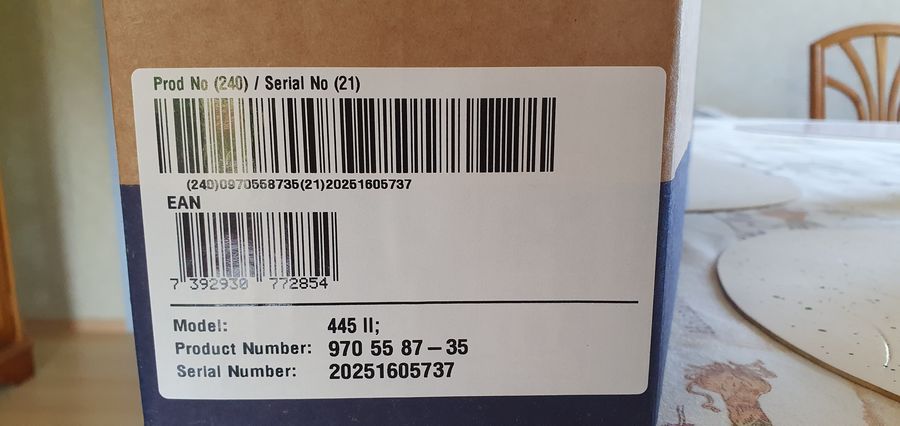 Prod No (240) / Serial No (21)
(240)0970558735(21)20251605737
EAN
7 392930 772854
Model: 445 II;
Product Number: 970 55 87 – 35
Serial Number: 20251605737